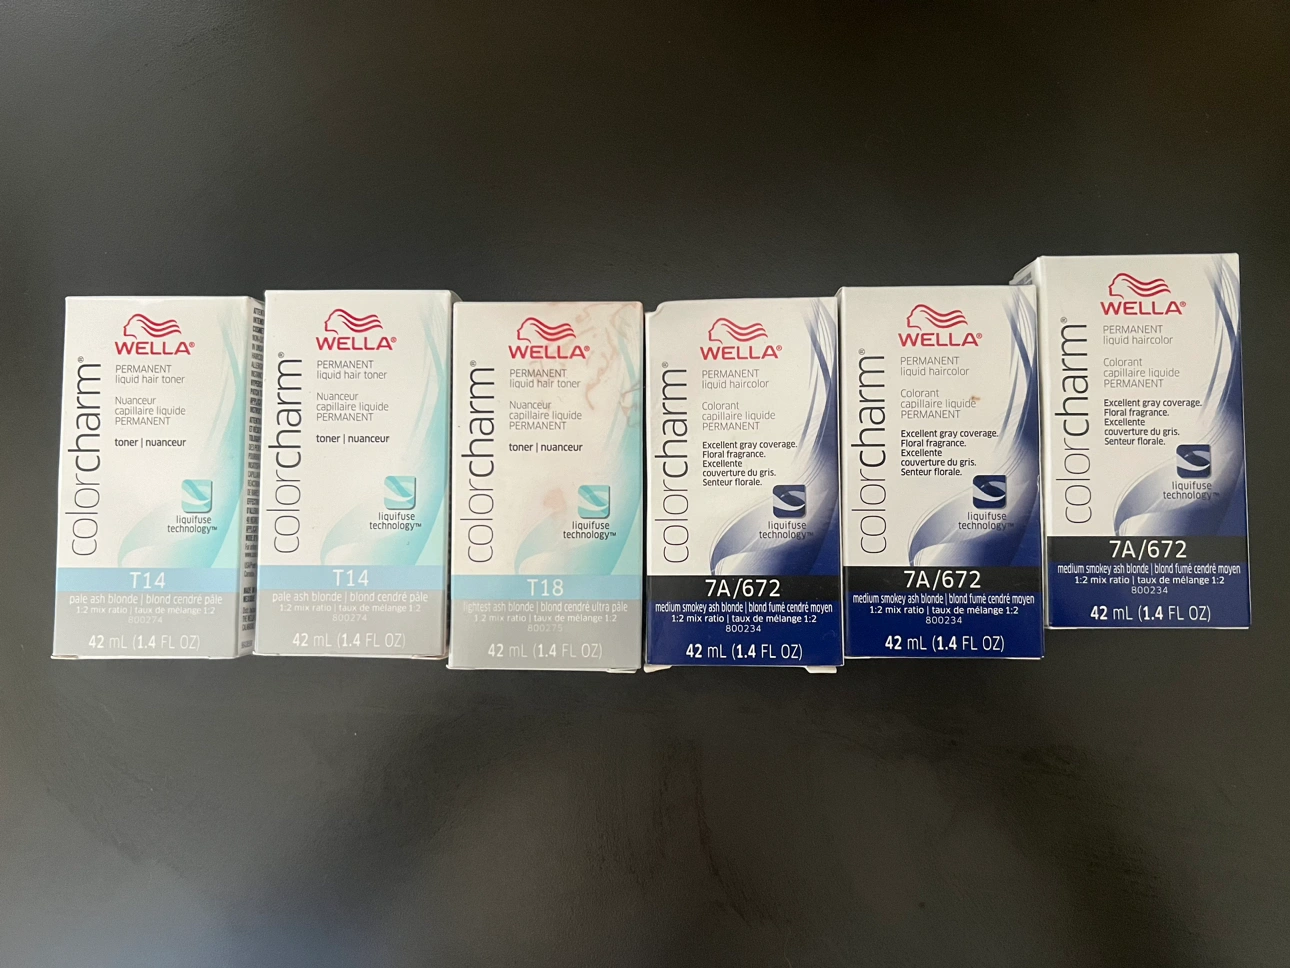 WELLA®
PERMANENT
liquid hair toner
Nuanceur
capillaire liquide
PERMANENT
toner | nuanceur
colorcharm®
liquifuse
technology™
T14
pale ash blonde | blond cendré pâle
1:2 mix ratio | taux de mélange 1:2
800274
42 mL (1.4 FL OZ)
WELLA®
PERMANENT
liquid hair toner
Nuanceur
capillaire liquide
PERMANENT
toner | nuanceur
colorcharm®
liquifuse
technology™
T14
pale ash blonde | blond cendré pâle
1:2 mix ratio | taux de mélange 1:2
800274
42 mL (1.4 FL OZ)
WELLA®
PERMANENT
liquid hair toner
Nuanceur
capillaire liquide
PERMANENT
toner | nuanceur
colorcharm®
liquifuse
technology™
T18
lightest ash blonde | blond cendré ultra pâle
1:2 mix ratio | taux de mélange 1:2
800275
42 mL (1.4 FL OZ)
WELLA®
PERMANENT
liquid haircolor
Colorant
capillaire liquide
PERMANENT
Excellent gray coverage.
Floral fragrance.
Excellente
couverture du gris.
Senteur florale.
colorcharm®
liquifuse
technology™
7A/672
medium smokey ash blonde | blond fumé cendré moyen
1:2 mix ratio | taux de mélange 1:2
800234
42 mL (1.4 FL OZ)
WELLA®
PERMANENT
liquid haircolor
Colorant
capillaire liquide
PERMANENT
Excellent gray coverage.
Floral fragrance.
Excellente
couverture du gris.
Senteur florale.
colorcharm®
liquifuse
technology™
7A/672
medium smokey ash blonde | blond fumé cendré moyen
1:2 mix ratio | taux de mélange 1:2
800234
42 mL (1.4 FL OZ)
WELLA®
PERMANENT
liquid haircolor
Colorant
capillaire liquide
PERMANENT
Excellent gray coverage.
Floral fragrance.
Excellente
couverture du gris.
Senteur florale.
colorcharm®
liquifuse
technology™
7A/672
medium smokey ash blonde | blond fumé cendré moyen
1:2 mix ratio | taux de mélange 1:2
800234
42 mL (1.4 FL OZ)